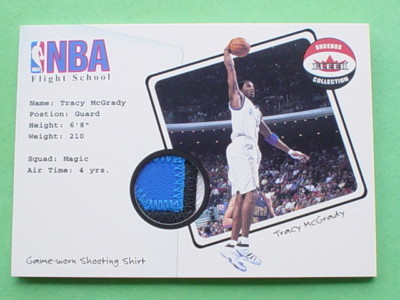 NBA
Flight School
Name: Tracy McGrady
Postion: Guard
Height: 6'8"
Weight: 210
Squad: Magic
Air Time: 4 yrs.
Game-worn Shooting Shirt
SHOEBOX
FLEER
COLLECTION
Tracy McGrady